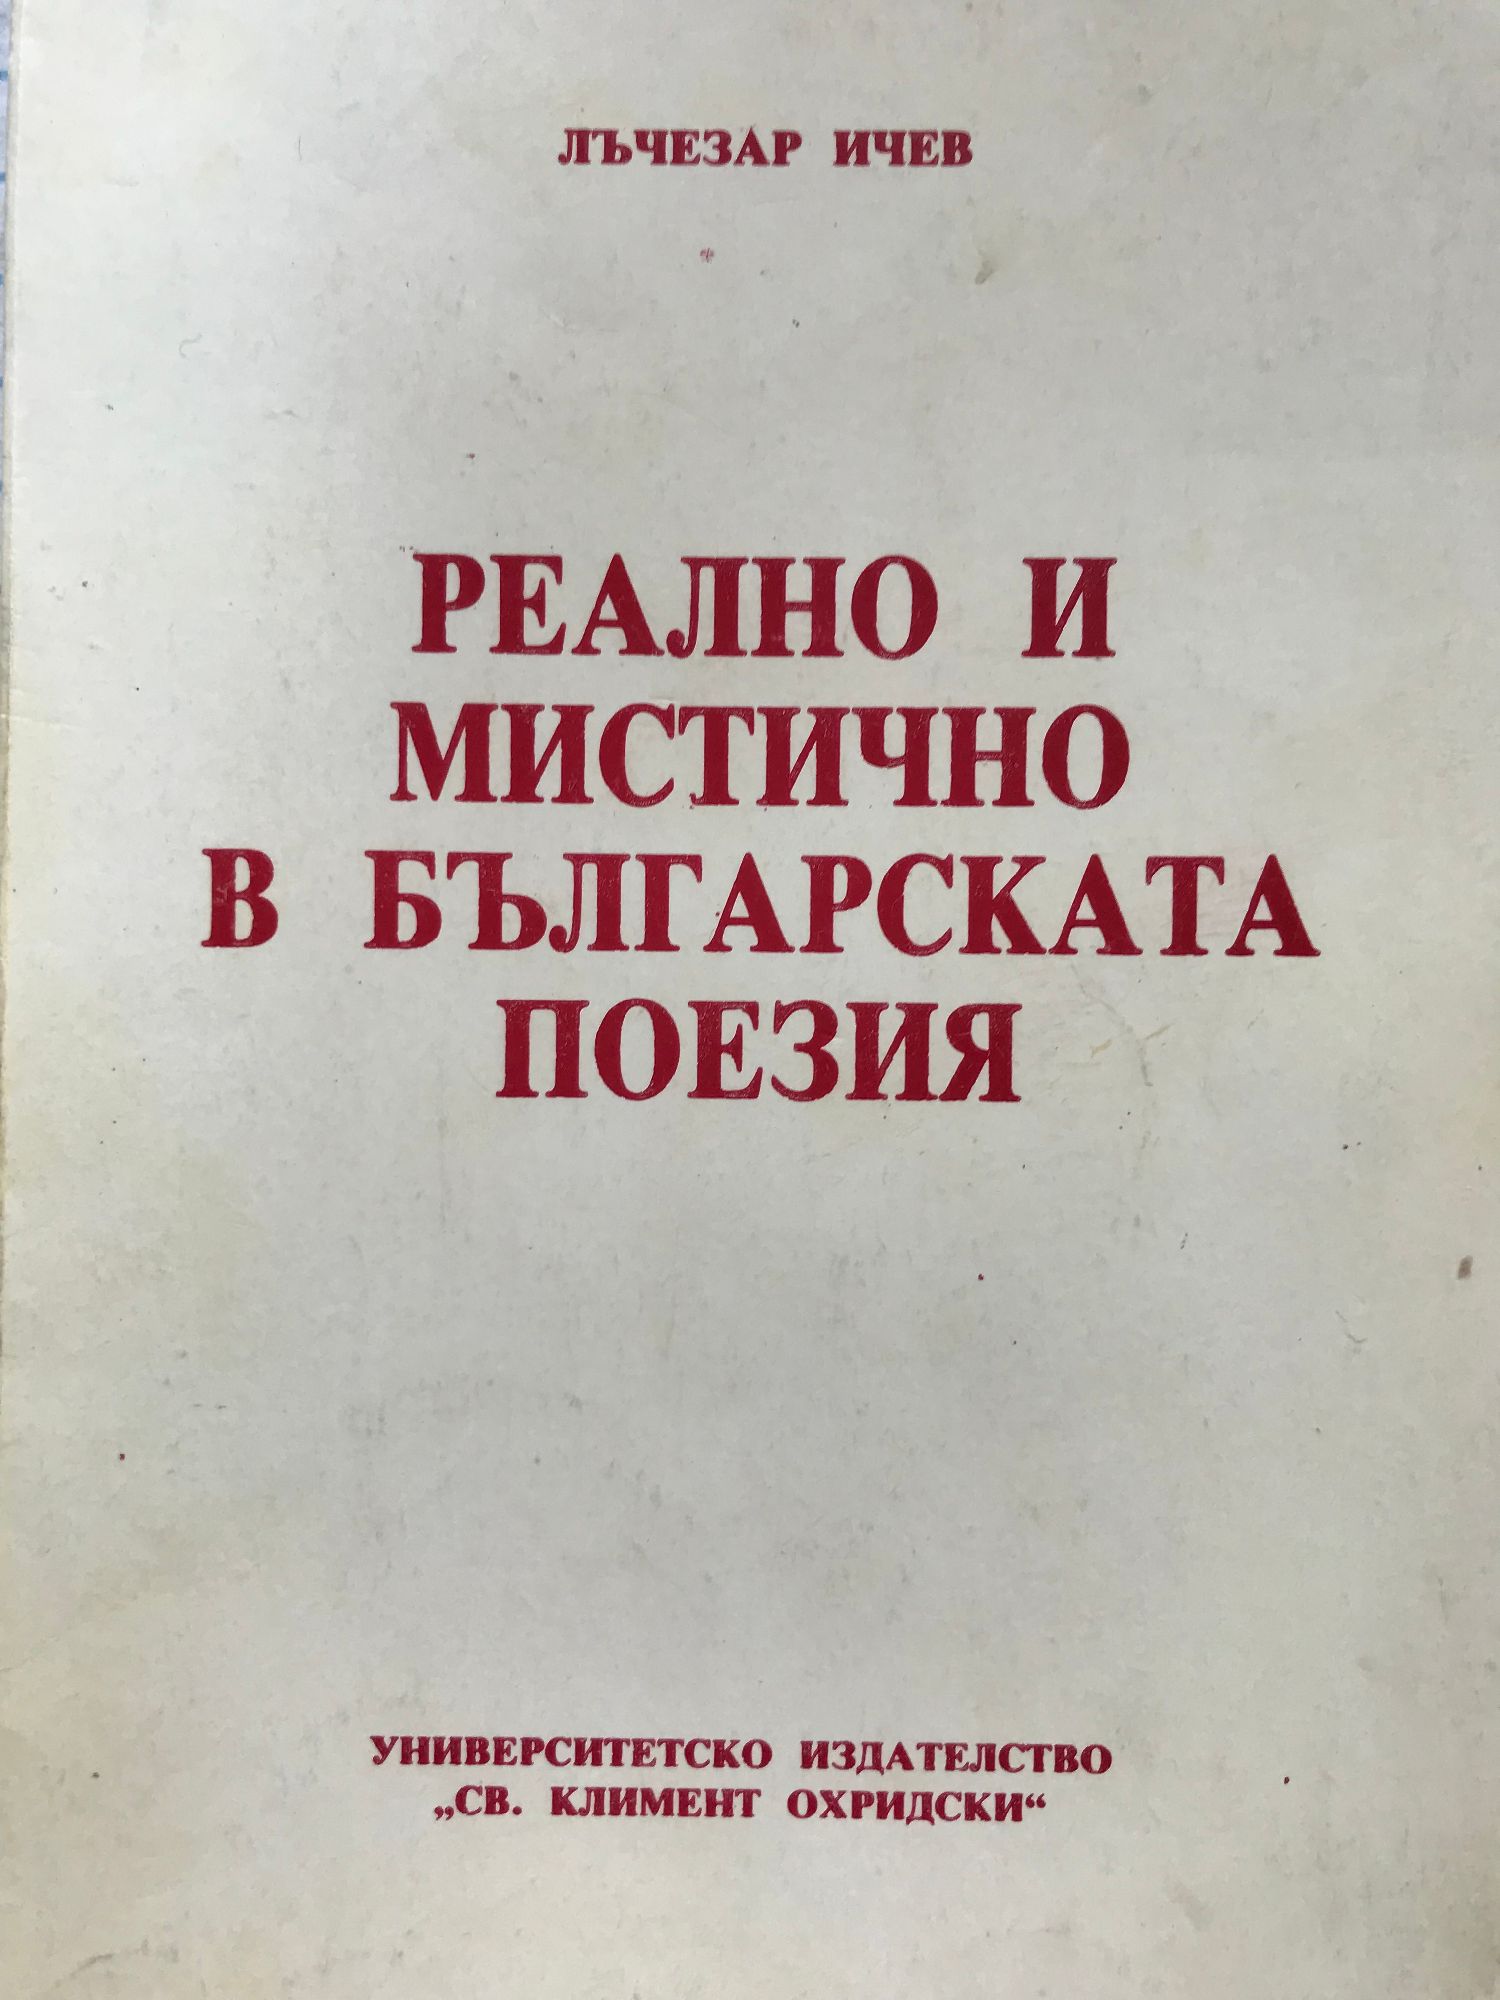 ЛЪЧЕЗАР ИЧЕВ
РЕАЛНО И
МИСТИЧНО
В БЪЛГАРСКАТА
ПОЕЗИЯ
УНИВЕРСИТЕТСКО ИЗДАТЕЛСТВО
„СВ. КЛИМЕНТ ОХРИДСКИ“